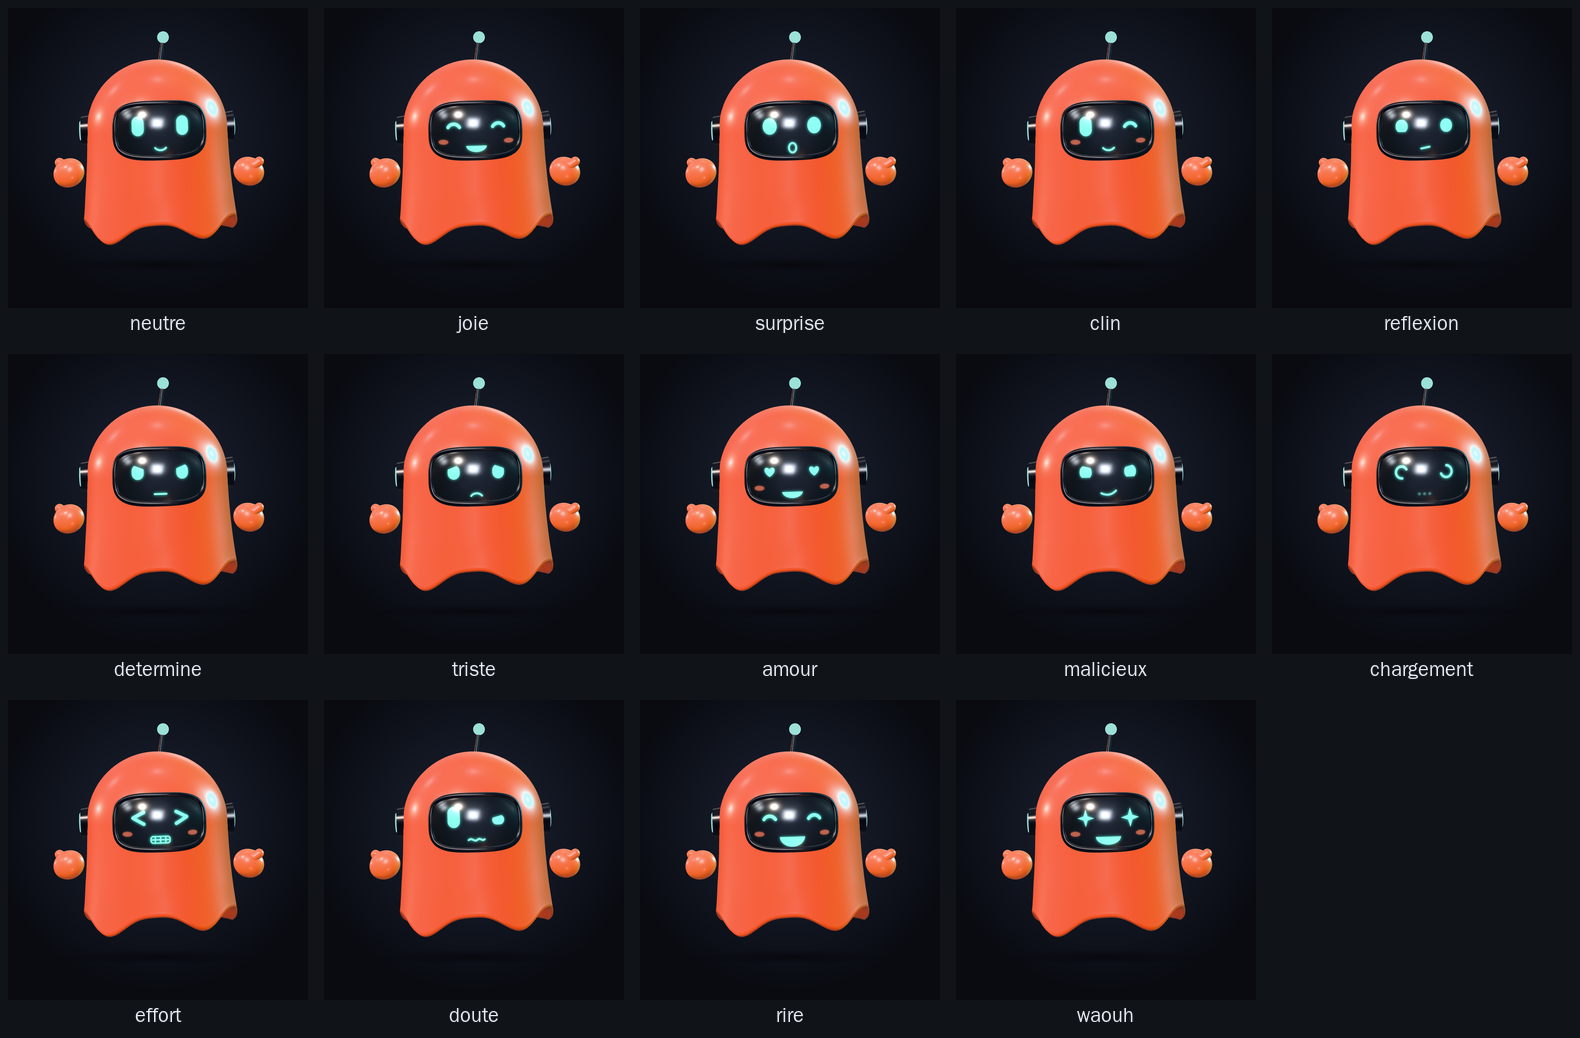 neutre
joie
surprise
clin
reflexion
determine
triste
amour
malicieux
chargement
effort
doute
rire
waouh